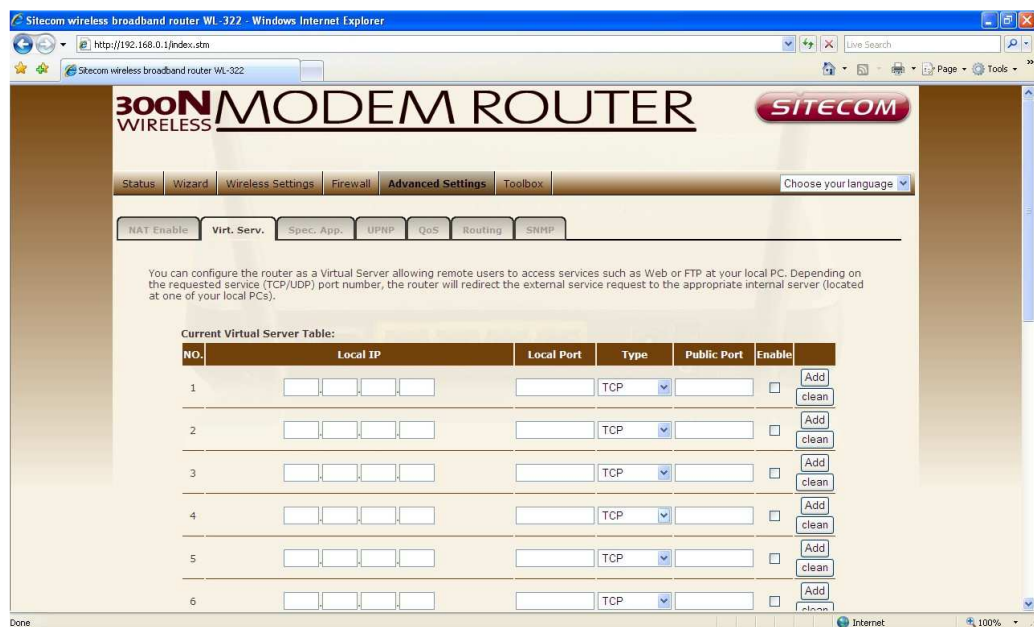 Sitecom wireless broadband router WL-322 - Windows Internet Explorer
http://192.168.0.1/index.stm
Live Search
Sitecom wireless broadband router WL-322
Page
Tools
300N WIRELESS MODEM ROUTER
SITECOM
Status Wizard Wireless Settings Firewall Advanced Settings Toolbox
Choose your language
NAT Enable Virt. Serv. Spec. App. UPNP QoS Routing SNMP
You can configure the router as a Virtual Server allowing remote users to access services such as Web or FTP at your local PC. Depending on
the requested service (TCP/UDP) port number, the router will redirect the external service request to the appropriate internal server (located
at one of your local PCs).
Current Virtual Server Table:
NO. Local IP Local Port Type Public Port Enable
1 . . . TCP Add
clean
2 . . . TCP Add
clean
3 . . . TCP Add
clean
4 . . . TCP Add
clean
5 . . . TCP Add
clean
6 . . . TCP Add
clean
Done Internet 100%